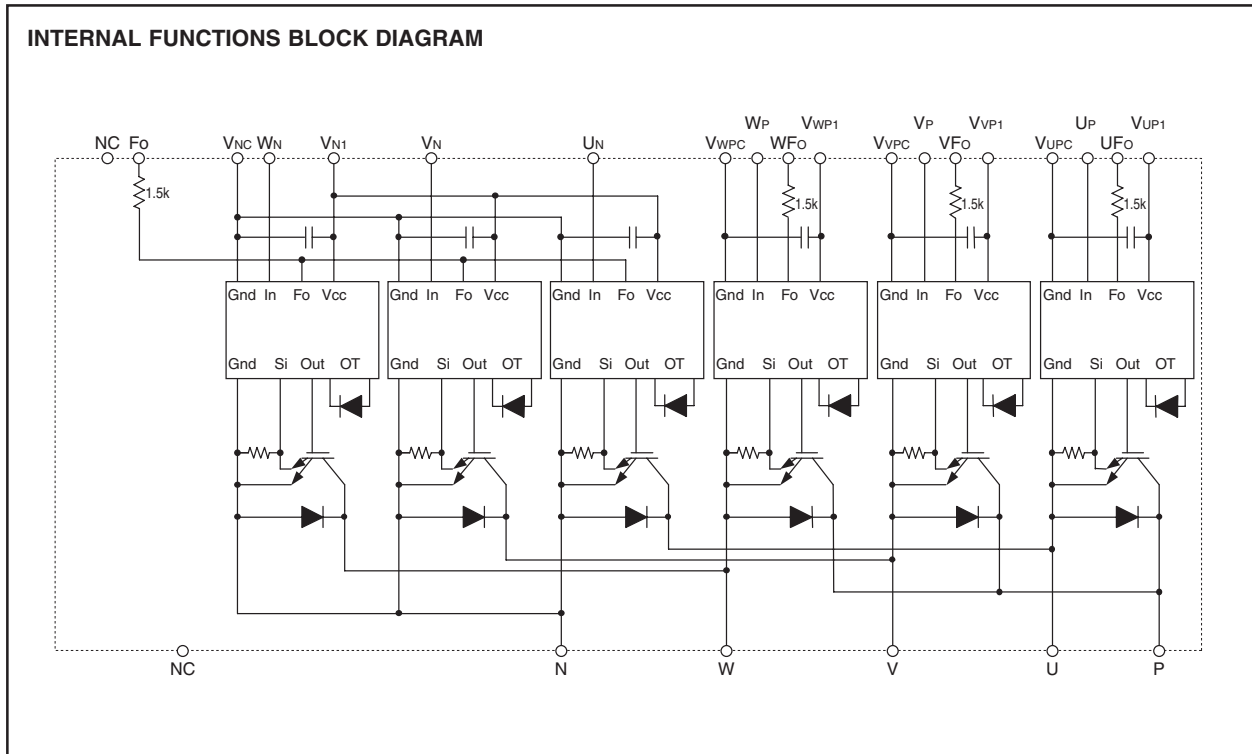 INTERNAL FUNCTIONS BLOCK DIAGRAM
WP VWP1 VP VVP1 UP VUP1
NC Fo VNC WN VN1 VN UN VWPC WFO VVPC VFO VUPC UFO
1.5k 1.5k 1.5k 1.5k
Gnd In Fo Vcc Gnd In Fo Vcc Gnd In Fo Vcc Gnd In Fo Vcc Gnd In Fo Vcc Gnd In Fo Vcc
Gnd Si Out OT Gnd Si Out OT Gnd Si Out OT Gnd Si Out OT Gnd Si Out OT Gnd Si Out OT
NC N W V U P